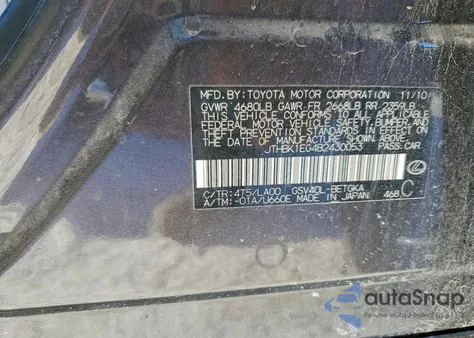 MFD.BY: TOYOTA MOTOR CORPORATION 11/10
GVWR 4680LB GAWR FR 2668LB RR 2359LB
THIS VEHICLE CONFORMS TO ALL APPLICABLE
FEDERAL MOTOR VEHICLE SAFETY, BUMPER, AND
THEFT PREVENTION STANDARDS IN EFFECT ON
THE DATE OF MANUFACTURE SHOWN ABOVE.
JTHBK1EG4B2430053 PASS.CAR
C/TR: 4T5/LA00 GSV40L-BETGKA
A/TM: -01A/U660E MADE IN JAPAN 468 C
autoSnap
Pewne auto z